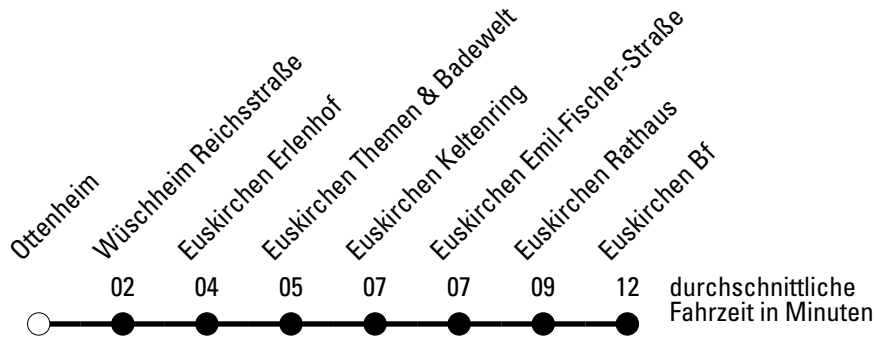 Ottenheim
Wüschheim Reichsstraße
Euskirchen Erlenhof
Euskirchen Themen & Badewelt
Euskirchen Keltenring
Euskirchen Emil-Fischer-Straße
Euskirchen Rathaus
Euskirchen Bf
02 04 05 07 07 09 12
durchschnittliche
Fahrzeit in Minuten